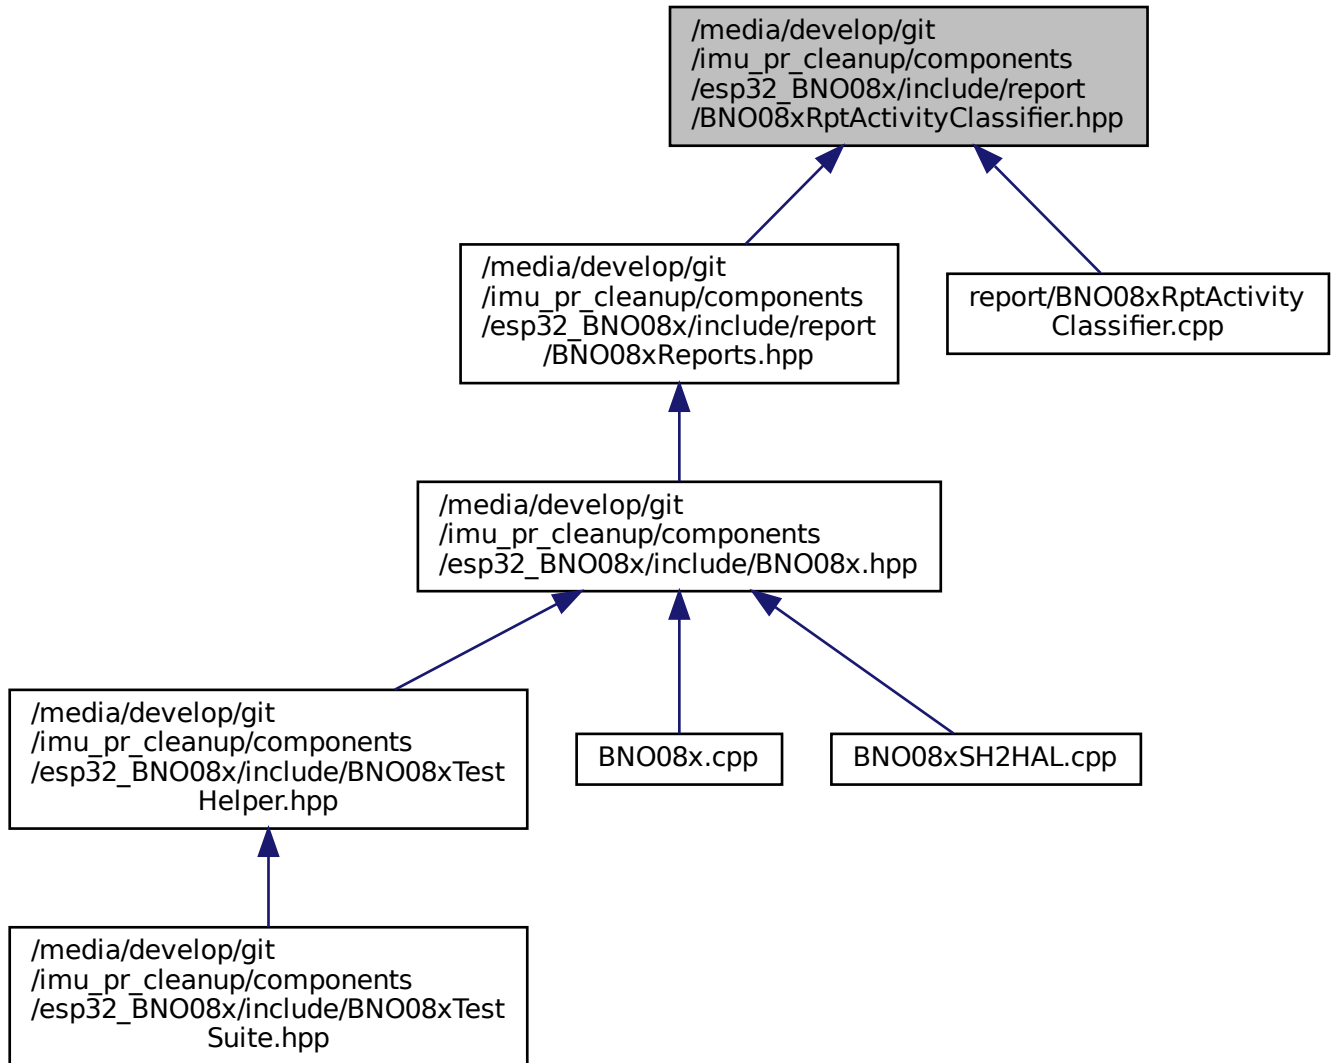 /media/develop/git
/imu_pr_cleanup/components
/esp32_BNO08x/include/report
/BNO08xRptActivityClassifier.hpp
/media/develop/git
/imu_pr_cleanup/components
/esp32_BNO08x/include/report
/BNO08xReports.hpp
report/BNO08xRptActivity
Classifier.cpp
/media/develop/git
/imu_pr_cleanup/components
/esp32_BNO08x/include/BNO08x.hpp
/media/develop/git
/imu_pr_cleanup/components
/esp32_BNO08x/include/BNO08xTest
Helper.hpp
BNO08x.cpp
BNO08xSH2HAL.cpp
/media/develop/git
/imu_pr_cleanup/components
/esp32_BNO08x/include/BNO08xTest
Suite.hpp